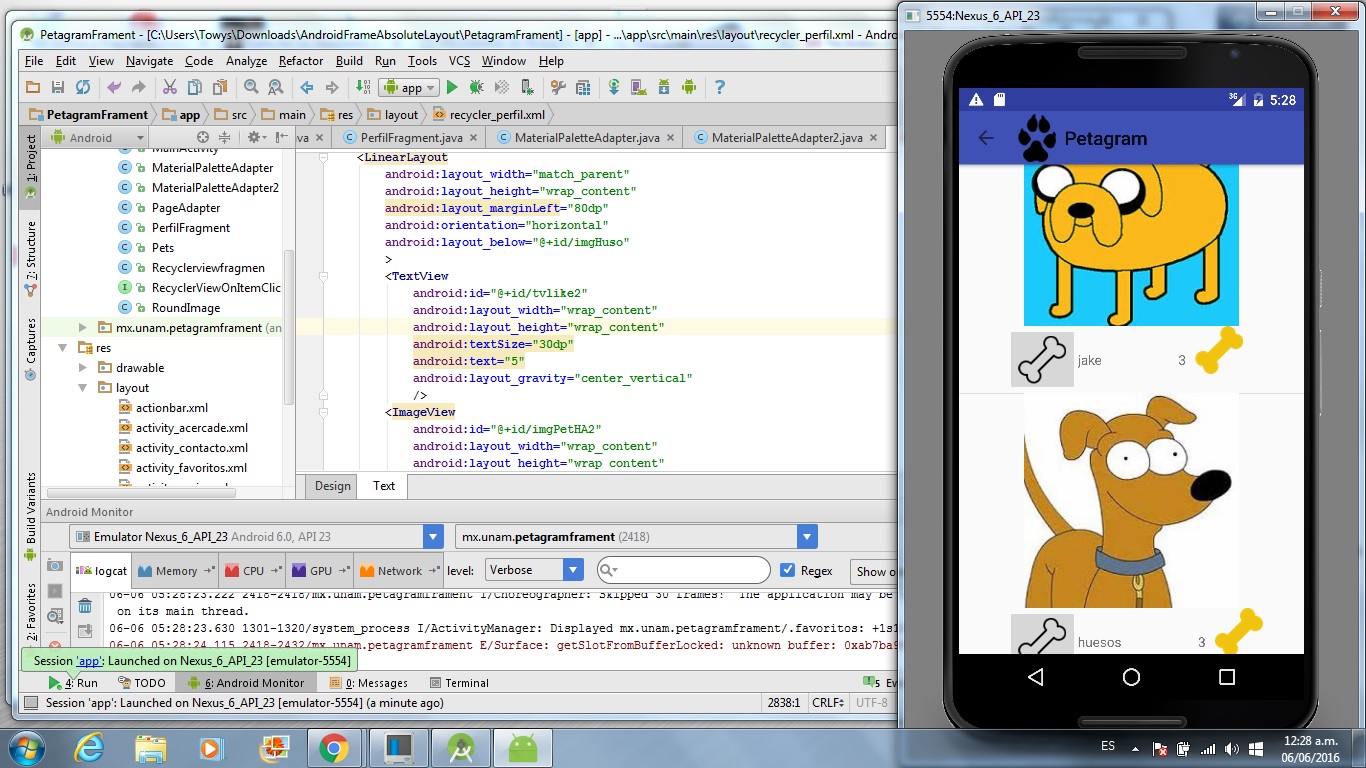 PetagramFrament - [C:\Users\Towys\Downloads\AndroidFrameAbsoluteLayout\PetagramFrament] - [app] - ...\app\src\main\res\layout\recycler_perfil.xml - Andro
File Edit View Navigate Code Analyze Refactor Build Run Tools VCS Window Help
app
PetagramFrament app src main res layout recycler_perfil.xml
Android
va PerfilFragment.java MaterialPaletteAdapter.java MaterialPaletteAdapter2.java
1: Project
7: Structure
Captures
Build Variants
2: Favorites
MainActivity
MaterialPaletteAdapter
MaterialPaletteAdapter2
PageAdapter
PerfilFragment
Pets
Recyclerviewfragmen
RecyclerViewOnItemClic
RoundImage
mx.unam.petagramframent (an
res
drawable
layout
actionbar.xml
activity_acercade.xml
activity_contacto.xml
activity_favoritos.xml
<LinearLayout
android:layout_width="match_parent"
android:layout_height="wrap_content"
android:layout_marginLeft="80dp"
android:orientation="horizontal"
android:layout_below="@+id/imgHuso"
>
<TextView
android:id="@+id/tvlike2"
android:layout_width="wrap_content"
android:layout_height="wrap_content"
android:textSize="30dp"
android:text="5"
android:layout_gravity="center_vertical"
/>
<ImageView
android:id="@+id/imgPetHA2"
android:layout_width="wrap_content"
android:layout_height="wrap_content"
Design Text
Android Monitor
Emulator Nexus_6_API_23 Android 6.0, API 23
mx.unam.petagramframent (2418)
logcat Memory CPU GPU Network level: Verbose Regex Show o
06-06 05:28:23.222 2418-2418/mx.unam.petagramframent I/Choreographer: Skipped 30 frames! The application may be
on its main thread.
06-06 05:28:23.630 1301-1320/system_process I/ActivityManager: Displayed mx.unam.petagramframent/.favoritos: +1s1
06-06 05:28:24.115 2418-2432/mx.unam.petagramframent E/Surface: getSlotFromBufferLocked: unknown buffer: 0xab7ba9
Session 'app': Launched on Nexus_6_API_23 [emulator-5554]
4: Run TODO 6: Android Monitor 0: Messages Terminal 5 Ev
Session 'app': Launched on Nexus_6_API_23 [emulator-5554] (a minute ago)
2838:1 CRLF UTF-8
5554:Nexus_6_API_23
3G 5:28
Petagram
jake 3
huesos 3
ES
12:28 a.m.
06/06/2016